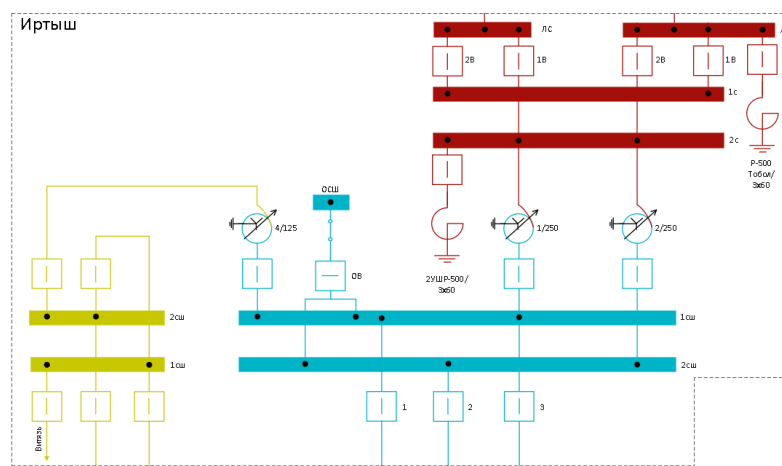 Иртыш
ЛС
2В
1В
2В
1В
1с
2с
Р-500
Тобол/
3х60
ОСШ
4/125
1/250
2/250
ОВ
2УШР-500/
3х60
2сш
1сш
1сш
2сш
1
2
3
Витязь